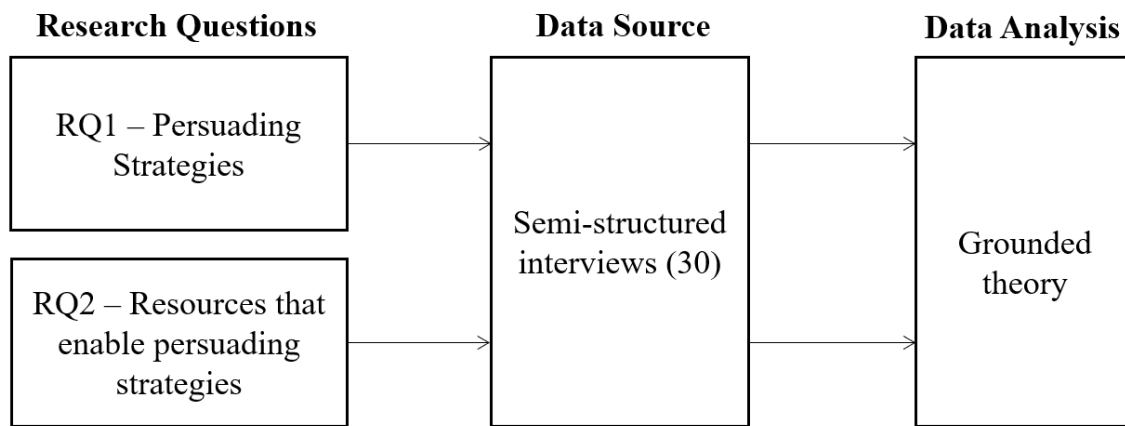 Research Questions
Data Source
Data Analysis
RQ1 – Persuading
Strategies
RQ2 – Resources that
enable persuading
strategies
Semi-structured
interviews (30)
Grounded
theory